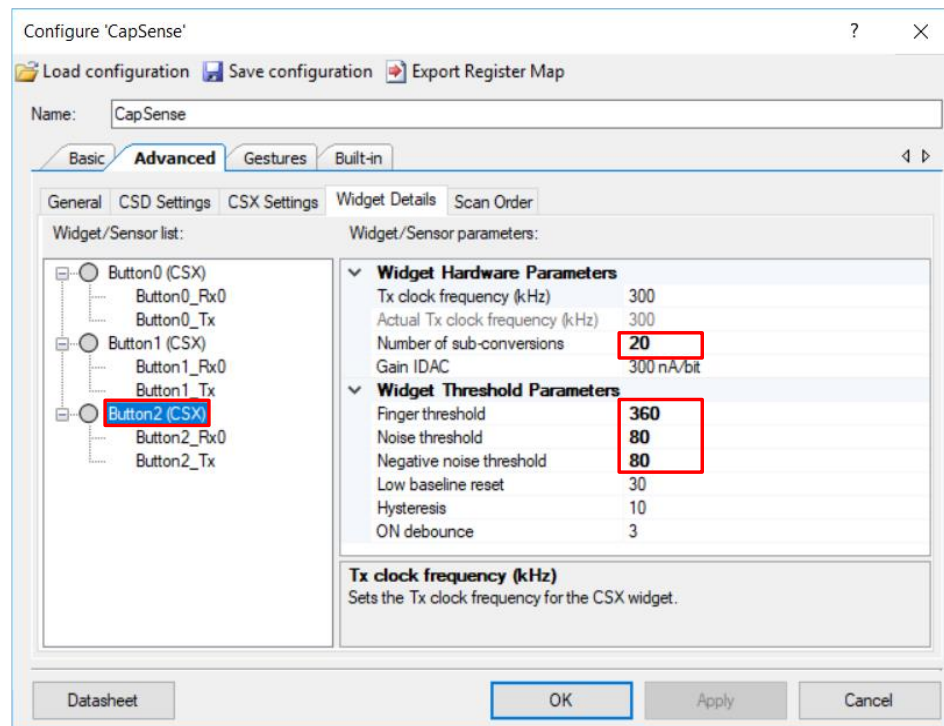 Configure 'CapSense' ?
Load configuration Save configuration Export Register Map
Name: CapSense
Basic Advanced Gestures Built-in
General CSD Settings CSX Settings Widget Details Scan Order
Widget/Sensor list:
Button0 (CSX)
Button0_Rx0
Button0_Tx
Button1 (CSX)
Button1_Rx0
Button1_Tx
Button2 (CSX)
Button2_Rx0
Button2_Tx
Widget/Sensor parameters:
Widget Hardware Parameters
Tx clock frequency (kHz) 300
Actual Tx clock frequency (kHz) 300
Number of sub-conversions 20
Gain IDAC 300 nA/bit
Widget Threshold Parameters
Finger threshold 360
Noise threshold 80
Negative noise threshold 80
Low baseline reset 30
Hysteresis 10
ON debounce 3
Tx clock frequency (kHz)
Sets the Tx clock frequency for the CSX widget.
Datasheet OK Apply Cancel